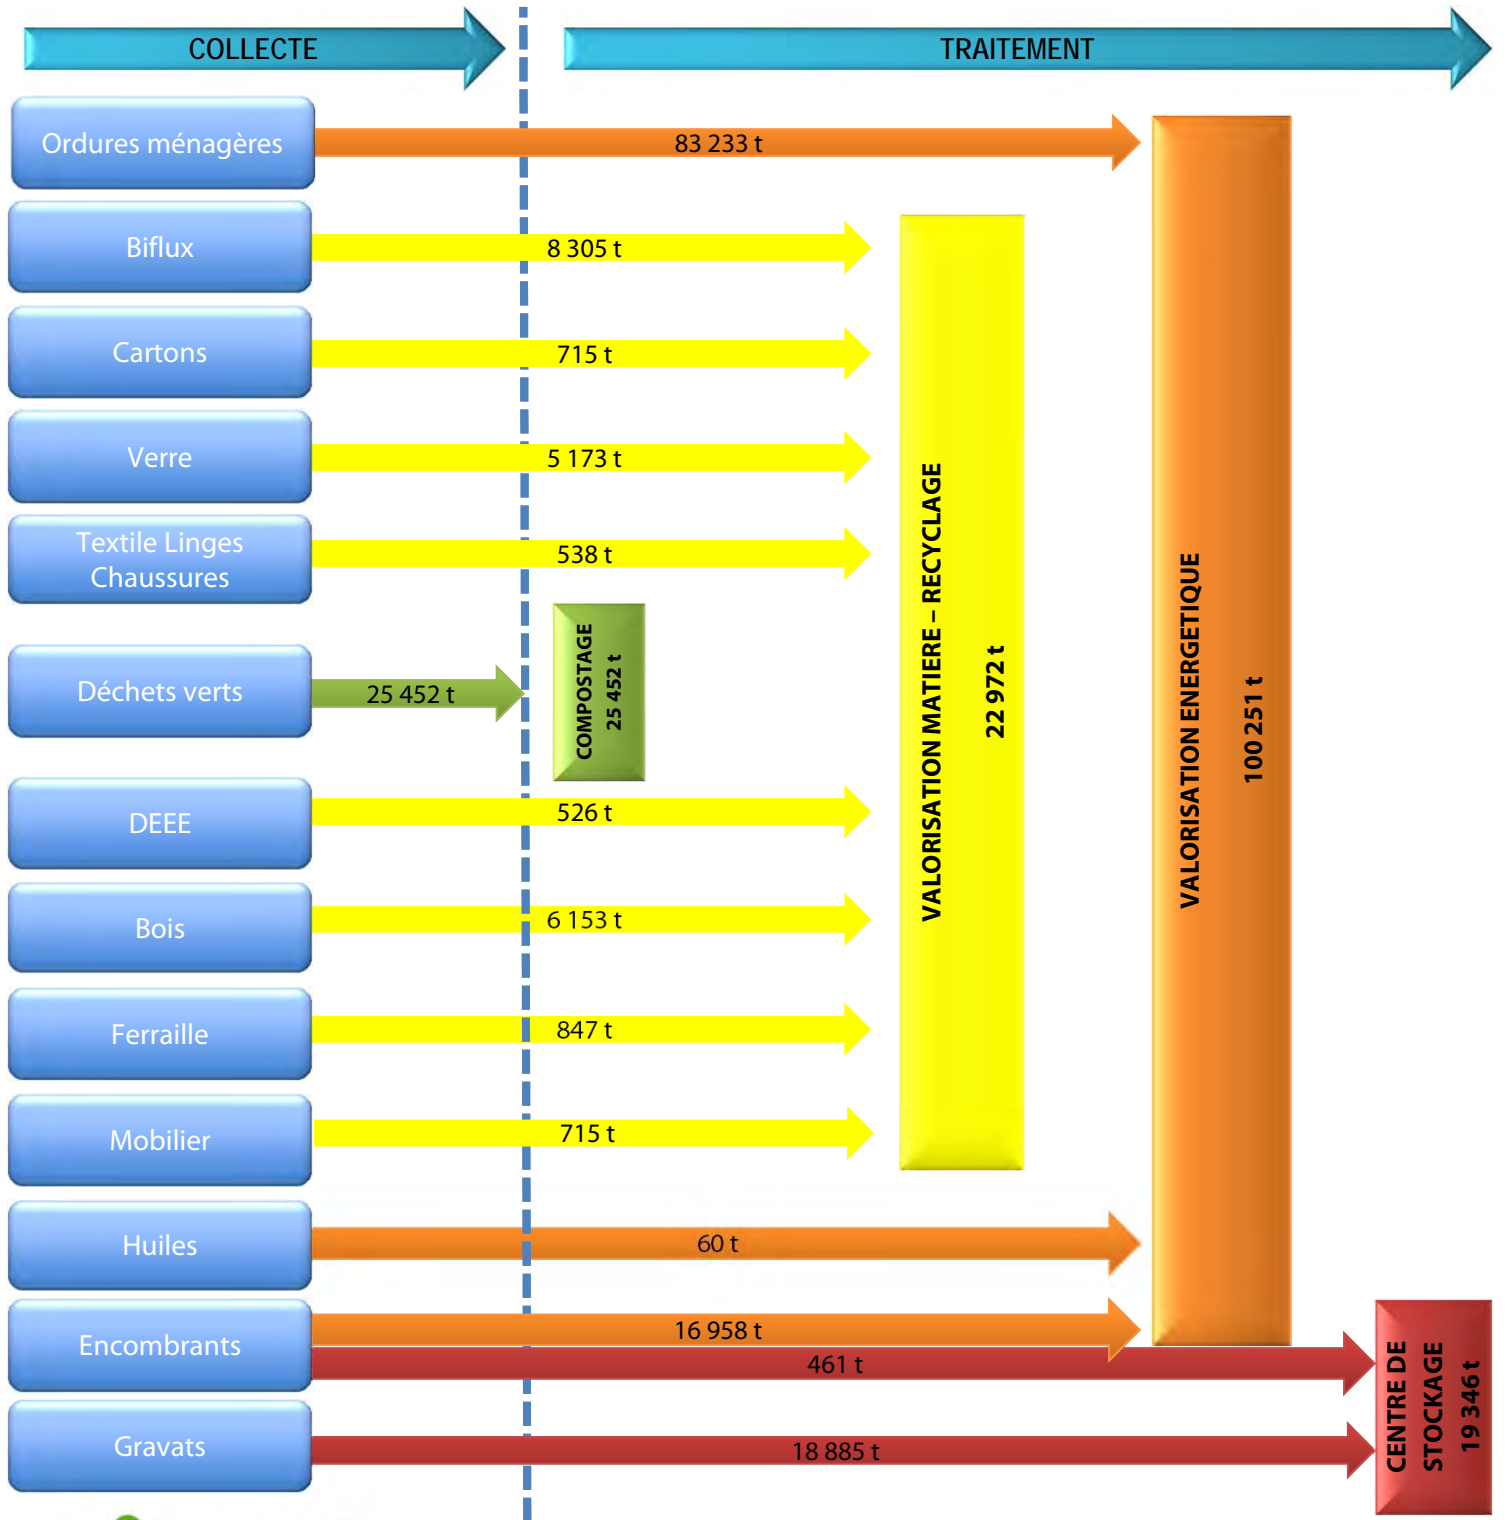 COLLECTE
TRAITEMENT
Ordures ménagères
83 233 t
Biflux
8 305 t
Cartons
715 t
Verre
5 173 t
Textile Linges
Chaussures
538 t
Déchets verts
25 452 t
COMPOSTAGE
25 452 t
DEEE
526 t
Bois
6 153 t
Ferraille
847 t
Mobilier
715 t
VALORISATION MATIERE – RECYCLAGE
22 972 t
VALORISATION ENERGETIQUE
100 251 t
Huiles
60 t
Encombrants
16 958 t
461 t
Gravats
18 885 t
CENTRE DE
STOCKAGE
19 346 t